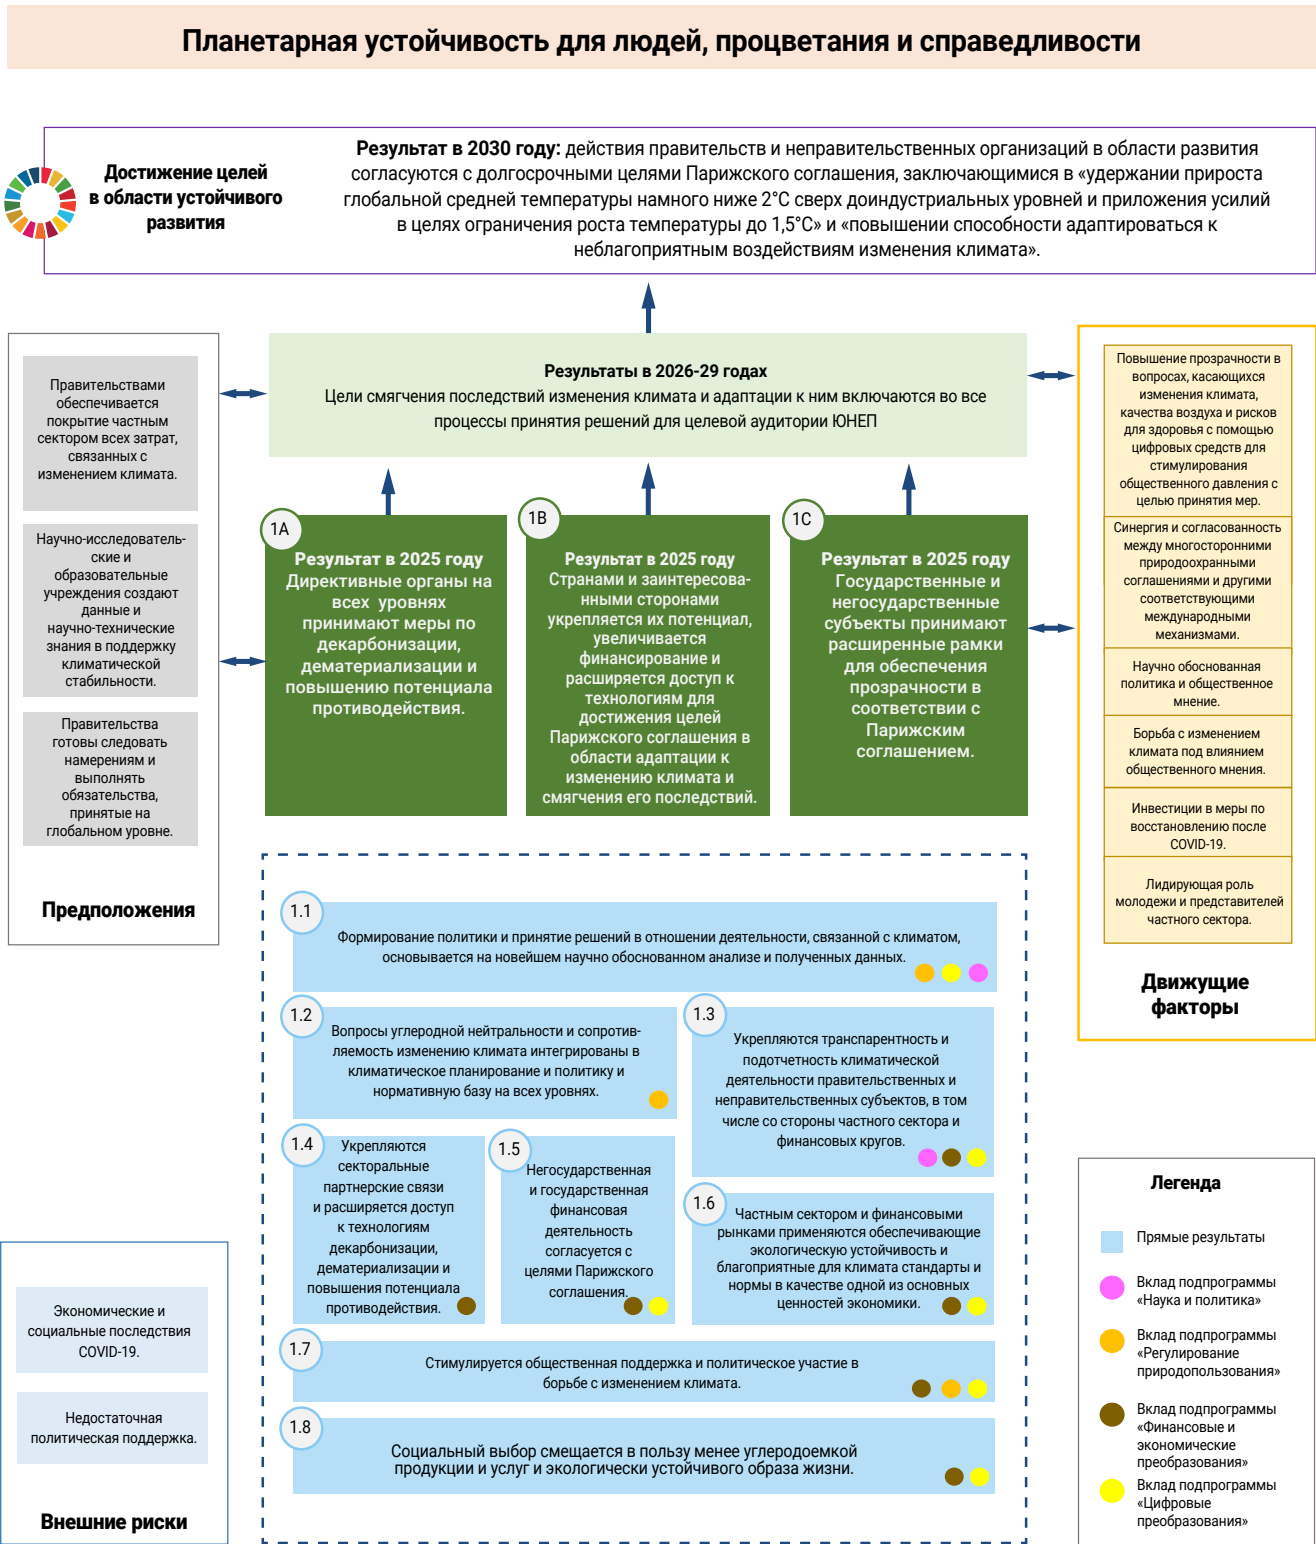 Планетарная устойчивость для людей, процветания и справедливости
Достижение целей
в области устойчивого
развития
Результат в 2030 году: действия правительств и неправительственных организаций в области развития
согласуются с долгосрочными целями Парижского соглашения, заключающимися в «удержании прироста
глобальной средней температуры намного ниже 2°C сверх доиндустриальных уровней и приложения усилий
в целях ограничения роста температуры до 1,5°C» и «повышении способности адаптироваться к
неблагоприятным воздействиям изменения климата».
Правительствами
обеспечивается
покрытие частным
сектором всех затрат,
связанных с
изменением климата.
Научно-исследователь-
ские и
образовательные
учреждения создают
данные и
научно-технические
знания в поддержку
климатической
стабильности.
Правительства
готовы следовать
намерениям и
выполнять
обязательства,
принятые на
глобальном уровне.
Предположения
Результаты в 2026-29 годах
Цели смягчения последствий изменения климата и адаптации к ним включаются во все
процессы принятия решений для целевой аудитории ЮНЕП
1A
Результат в 2025 году
Директивные органы на
всех уровнях
принимают меры по
декарбонизации,
дематериализации и
повышению потенциала
противодействия.
1B
Результат в 2025 году
Странами и заинтересова-
нными сторонами
укрепляется их потенциал,
увеличивается
финансирование и
расширяется доступ к
технологиям для
достижения целей
Парижского соглашения в
области адаптации к
изменению климата и
смягчения его последствий.
1C
Результат в 2025 году
Государственные и
негосударственные
субъекты принимают
расширенные рамки
для обеспечения
прозрачности в
соответствии с
Парижским
соглашением.
Повышение прозрачности в
вопросах, касающихся
изменения климата,
качества воздуха и рисков
для здоровья с помощью
цифровых средств для
стимулирования
общественного давления с
целью принятия мер.
Синергия и согласованность
между многосторонними
природоохранными
соглашениями и другими
соответствующими
международными
механизмами.
Научно обоснованная
политика и общественное
мнение.
Борьба с изменением
климата под влиянием
общественного мнения.
Инвестиции в меры по
восстановлению после
COVID-19.
Лидирующая роль
молодежи и представителей
частного сектора.
Движущие
факторы
1.1
Формирование политики и принятие решений в отношении деятельности, связанной с климатом,
основывается на новейшем научно обоснованном анализе и полученных данных.
1.2
Вопросы углеродной нейтральности и сопротив-
ляемость изменению климата интегрированы в
климатическое планирование и политику и
нормативную базу на всех уровнях.
1.3
Укрепляются транспарентность и
подотчетность климатической
деятельности правительственных и
неправительственных субъектов, в том
числе со стороны частного сектора и
финансовых кругов.
1.4
Укрепляются
секторальные
партнерские связи
и расширяется доступ
к технологиям
декарбонизации,
дематериализации и
повышения потенциала
противодействия.
1.5
Негосударственная
и государственная
финансовая
деятельность
согласуется с
целями Парижского
соглашения.
1.6
Частным сектором и финансовыми
рынками применяются обеспечивающие
экологическую устойчивость и
благоприятные для климата стандарты и
нормы в качестве одной из основных
ценностей экономики.
1.7
Стимулируется общественная поддержка и политическое участие в
борьбе с изменением климата.
1.8
Социальный выбор смещается в пользу менее углеродоемкой
продукции и услуг и экологически устойчивого образа жизни.
Экономические и
социальные последствия
COVID-19.
Недостаточная
политическая поддержка.
Внешние риски
Легенда
Прямые результаты
Вклад подпрограммы
«Наука и политика»
Вклад подпрограммы
«Регулирование
природопользования»
Вклад подпрограммы
«Финансовые и
экономические
преобразования»
Вклад подпрограммы
«Цифровые
преобразования»